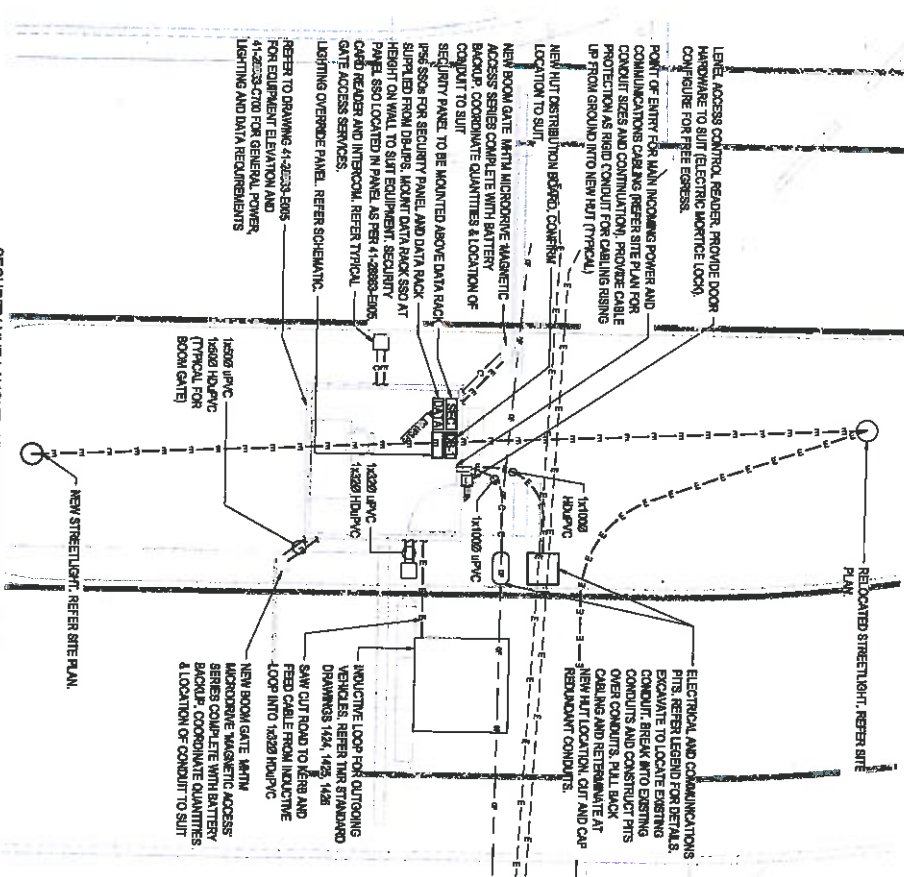 LENEL ACCESS CONTROL READER. PROVIDE DOOR
HARDWARE TO SUIT (ELECTRIC MORTICE LOCK).
CONFIGURE FOR FREE EGRESS.
POINT OF ENTRY FOR MAIN INCOMING POWER AND
COMMUNICATIONS CABLING (REFER SITE PLAN FOR
CONDUIT SIZES AND CONTINUATION). PROVIDE CABLE
PROTECTION AS RIGID CONDUIT FOR CABLING RISING
UP FROM GROUND INTO NEW HUT (TYPICAL)
NEW HUT DISTRIBUTION BOARD. CONFIRM
LOCATION TO SUIT.
NEW BOOM GATE MHTM MICRODRIVE 'MAGNETIC
ACCESS' SERIES COMPLETE WITH BATTERY
BACKUP. COORDINATE QUANTITIES & LOCATION OF
CONDUIT TO SUIT
SECURITY PANEL TO BE MOUNTED ABOVE DATA RACK
IP56 SSOs FOR SECURITY PANEL AND DATA RACK
SUPPLIED FROM DB-UPS. MOUNT DATA RACK SSO AT
HEIGHT ON WALL TO SUIT EQUIPMENT. SECURITY
PANEL SSO LOCATED IN PANEL AS PER 41-28883-E005
CARD READER AND INTERCOM. REFER TYPICAL
GATE ACCESS SERVICES.
LIGHTING OVERRIDE PANEL. REFER SCHEMATIC.
REFER TO DRAWING
FOR EQUIPMENT ELEVATION AND
FOR GENERAL POWER,
LIGHTING AND DATA REQUIREMENTS
RELOCATED STREETLIGHT. REFER SITE
PLAN.
SEC
DATA
1x100Ø
HDuPVC
1x100Ø uPVC
1x32Ø uPVC
1x32Ø HDuPVC
1x50Ø uPVC
1x50Ø HDuPVC
(TYPICAL FOR
BOOM GATE)
NEW STREETLIGHT. REFER SITE PLAN.
ELECTRICAL AND COMMUNICATIONS
PITS. REFER LEGEND FOR DETAILS.
EXCAVATE TO LOCATE EXISTING
CONDUIT. BREAK INTO EXISTING
CONDUITS AND CONSTRUCT PITS
OVER CONDUITS. PULL BACK
CABLING AND RETERMINATE AT
NEW HUT LOCATION. CUT AND CAP
REDUNDANT CONDUITS.
INDUCTIVE LOOP FOR OUTGOING
VEHICLES. REFER TMR STANDARD
DRAWINGS 1424, 1425, 1426
SAW CUT ROAD TO KERB AND
FEED CABLE FROM INDUCTIVE
LOOP INTO 1x32Ø HDuPVC
NEW BOOM GATE MHTM
MICRODRIVE 'MAGNETIC ACCESS'
SERIES COMPLETE WITH BATTERY
BACKUP. COORDINATE QUANTITIES
& LOCATION OF CONDUIT TO SUIT